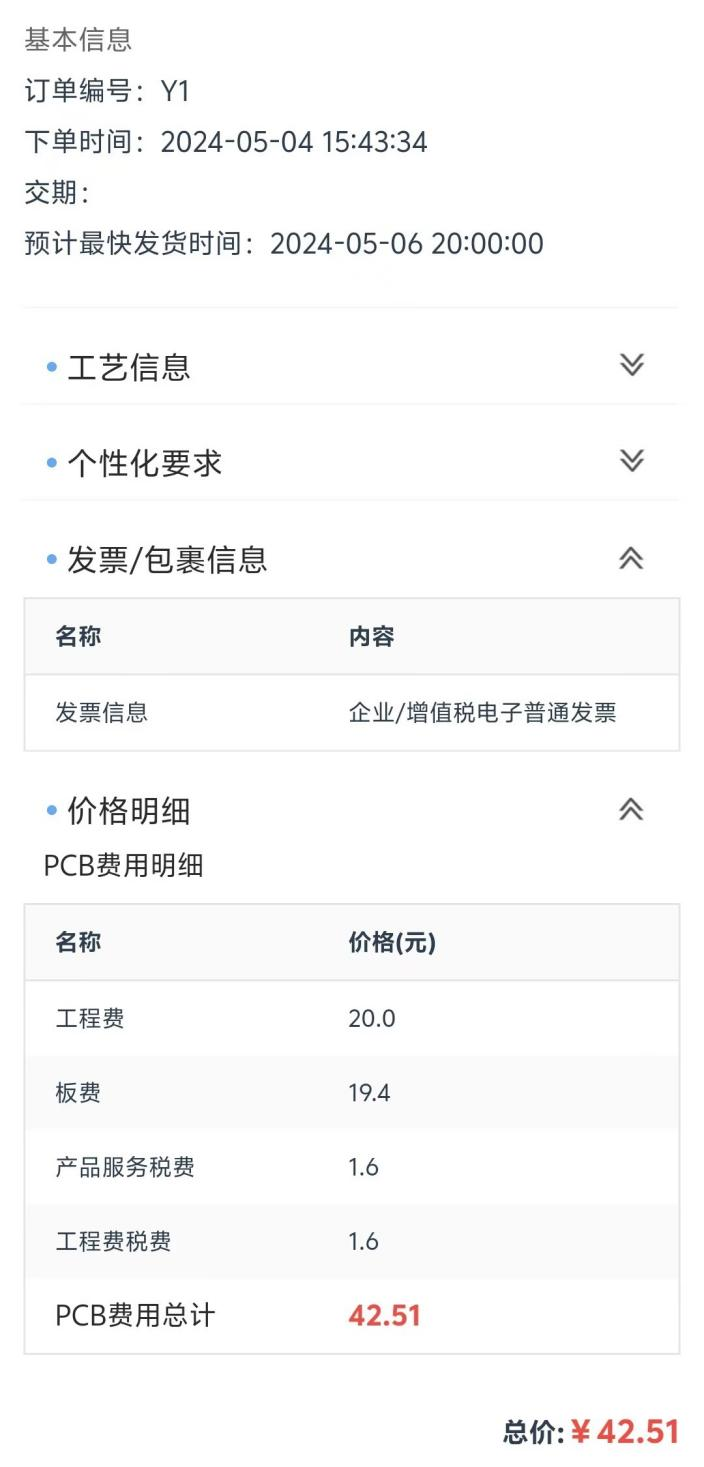 基本信息
订单编号：Y1
下单时间：2024-05-04 15:43:34
交期：
预计最快发货时间：2024-05-06 20:00:00
工艺信息
个性化要求
发票/包裹信息
名称 内容
发票信息 企业/增值税电子普通发票
价格明细
PCB费用明细
名称 价格(元)
工程费 20.0
板费 19.4
产品服务税费 1.6
工程费税费 1.6
PCB费用总计 42.51
总价:￥42.51